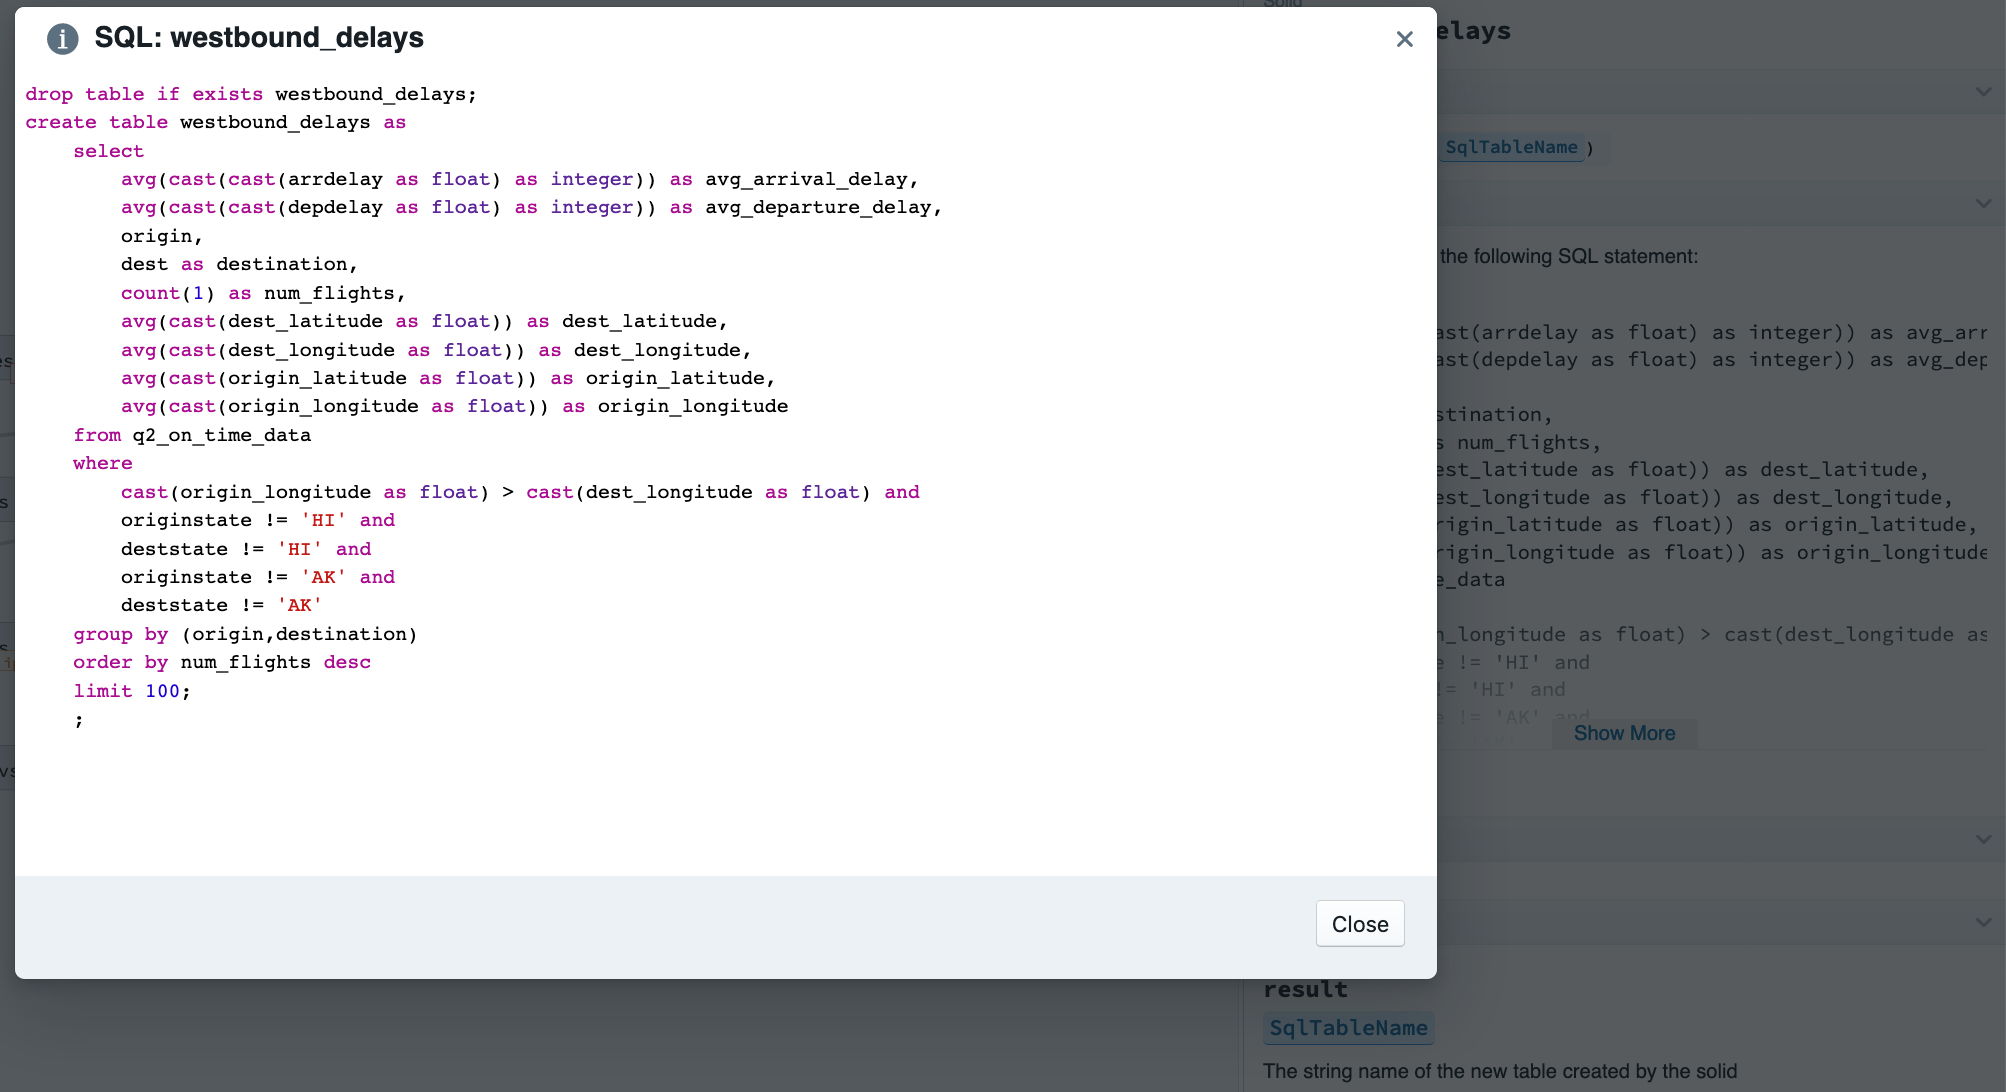 SQL: westbound_delays
drop table if exists westbound_delays;
create table westbound_delays as
select
avg(cast(cast(arrdelay as float) as integer)) as avg_arrival_delay,
avg(cast(cast(depdelay as float) as integer)) as avg_departure_delay,
origin,
dest as destination,
count(1) as num_flights,
avg(cast(dest_latitude as float)) as dest_latitude,
avg(cast(dest_longitude as float)) as dest_longitude,
avg(cast(origin_latitude as float)) as origin_latitude,
avg(cast(origin_longitude as float)) as origin_longitude
from q2_on_time_data
where
cast(origin_longitude as float) > cast(dest_longitude as float) and
originstate != 'HI' and
deststate != 'HI' and
originstate != 'AK' and
deststate != 'AK'
group by (origin,destination)
order by num_flights desc
limit 100;
;
Close
Solid
elays
SqlTableName )
the following SQL statement:
ast(arrdelay as float) as integer)) as avg_arr
ast(depdelay as float) as integer)) as avg_dep
stination,
s num_flights,
est_latitude as float)) as dest_latitude,
est_longitude as float)) as dest_longitude,
rigin_latitude as float)) as origin_latitude,
rigin_longitude as float)) as origin_longitude
e_data
n_longitude as float) > cast(dest_longitude as
e != 'HI' and
!= 'HI' and
e != 'AK' and
Show More
result
SqlTableName
The string name of the new table created by the solid